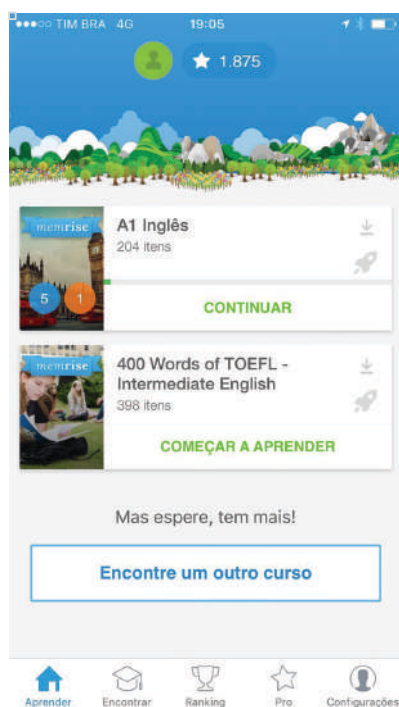 TIM BRA 4G 19:05
1.875
memrise
A1 Inglês
204 itens
5 1
CONTINUAR
memrise
400 Words of TOEFL -
Intermediate English
398 itens
COMEÇAR A APRENDER
Mas espere, tem mais!
Encontre um outro curso
Aprender Encontrar Ranking Pro Configurações